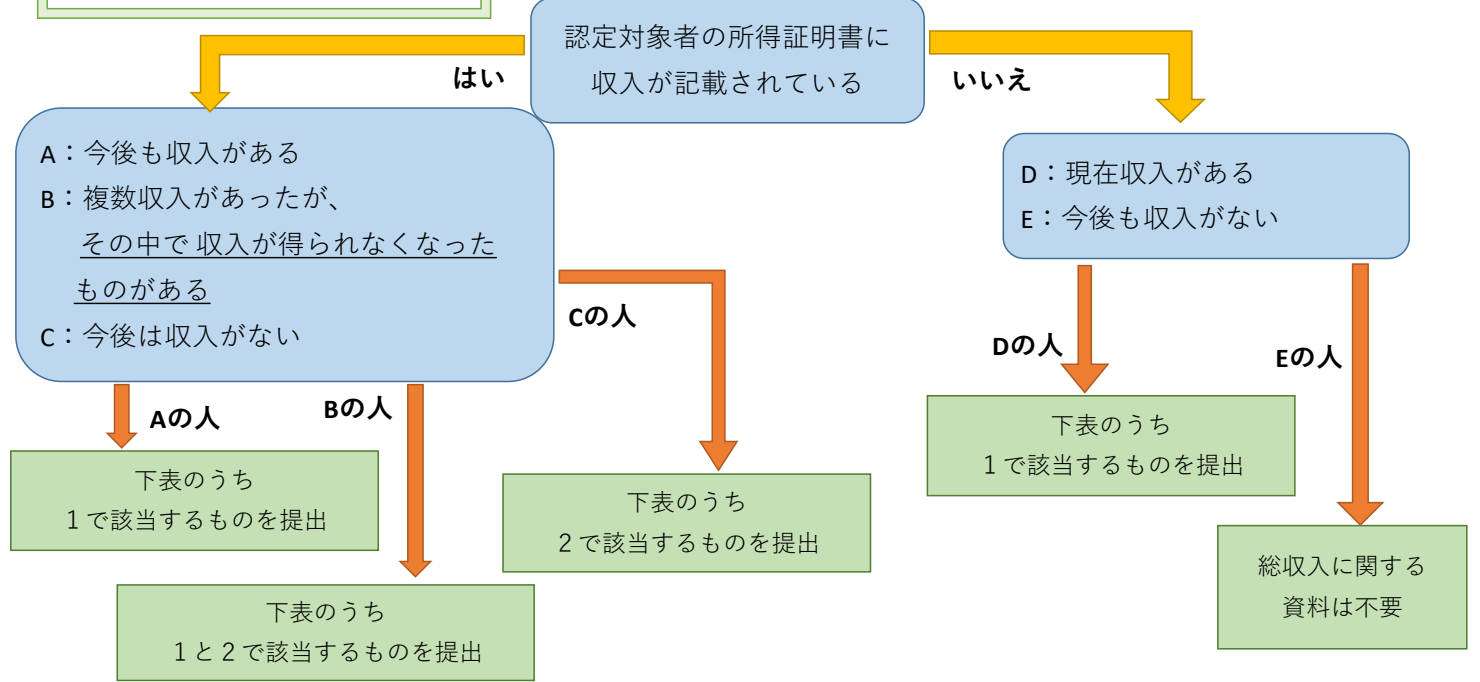 認定対象者の所得証明書に
収入が記載されている
はい
いいえ
A：今後も収入がある
B：複数収入があったが、
その中で 収入が得られなくなった
ものがある
C：今後は収入がない
D：現在収入がある
E：今後も収入がない
Aの人
Bの人
Cの人
Dの人
Eの人
下表のうち
１で該当するものを提出
下表のうち
１と２で該当するものを提出
下表のうち
２で該当するものを提出
下表のうち
１で該当するものを提出
総収入に関する
資料は不要